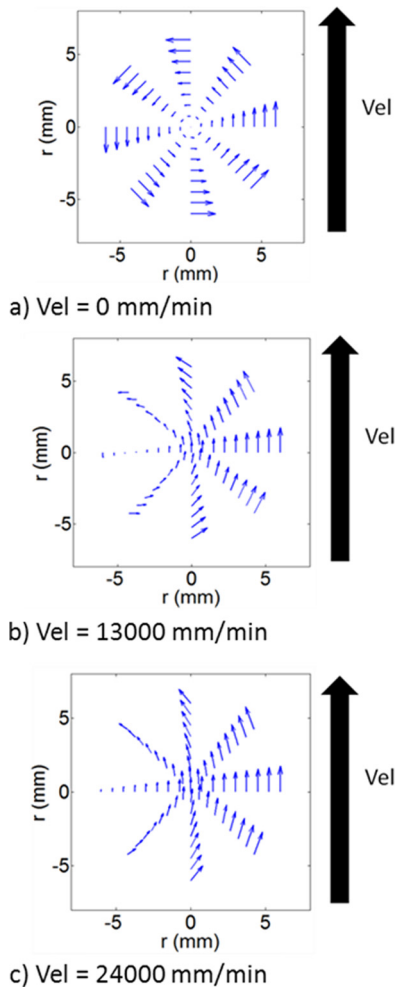 5
0
-5
r (mm)
-5 0 5
r (mm)
Vel
a) Vel = 0 mm/min
5
0
-5
r (mm)
-5 0 5
r (mm)
Vel
b) Vel = 13000 mm/min
5
0
-5
r (mm)
-5 0 5
r (mm)
Vel
c) Vel = 24000 mm/min